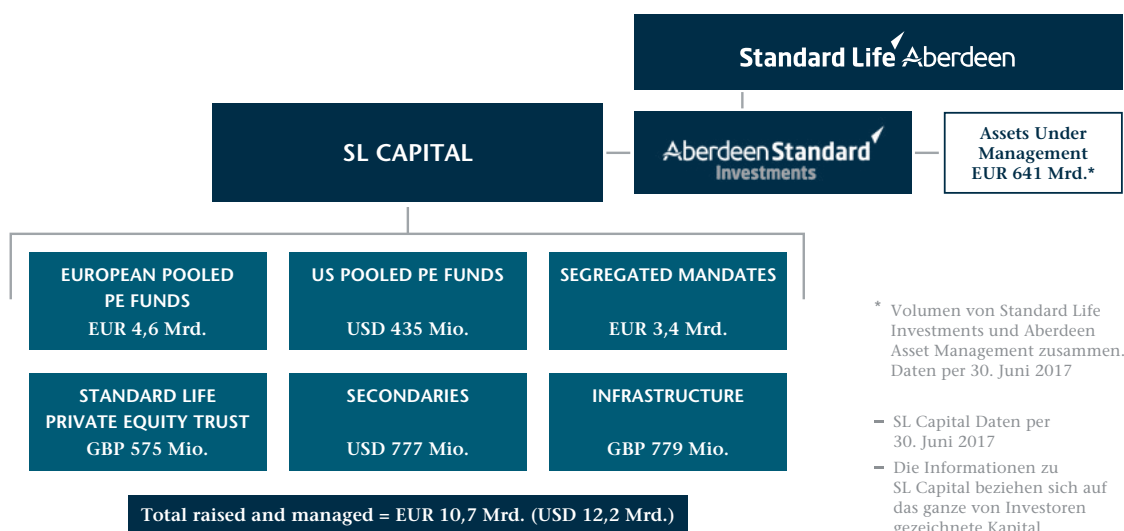 Standard Life Aberdeen
SL CAPITAL
Aberdeen Standard
Investments
Assets Under
Management
EUR 641 Mrd.*
EUROPEAN POOLED
PE FUNDS
EUR 4,6 Mrd.
US POOLED PE FUNDS
USD 435 Mio.
SEGREGATED MANDATES
EUR 3,4 Mrd.
STANDARD LIFE
PRIVATE EQUITY TRUST
GBP 575 Mio.
SECONDARIES
USD 777 Mio.
INFRASTRUCTURE
GBP 779 Mio.
Total raised and managed = EUR 10,7 Mrd. (USD 12,2 Mrd.)
* Volumen von Standard Life
Investments und Aberdeen
Asset Management zusammen.
Daten per 30. Juni 2017
– SL Capital Daten per
30. Juni 2017
– Die Informationen zu
SL Capital beziehen sich auf
das ganze von Investoren
gezeichnete Kapital